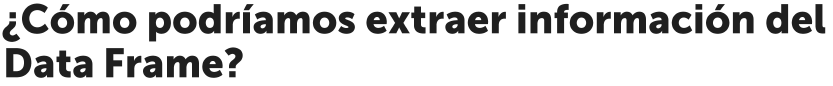 ¿Cómo podríamos extraer información del
Data Frame?